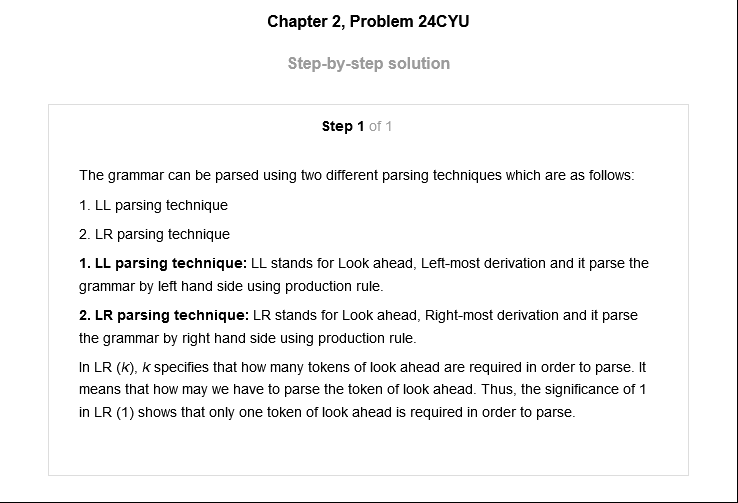 Chapter 2, Problem 24CYU
Step-by-step solution
Step 1 of 1
The grammar can be parsed using two different parsing techniques which are as follows:
1. LL parsing technique
2. LR parsing technique
1. LL parsing technique: LL stands for Look ahead, Left-most derivation and it parse the
grammar by left hand side using production rule.
2. LR parsing technique: LR stands for Look ahead, Right-most derivation and it parse
the grammar by right hand side using production rule.
In LR (k), k specifies that how many tokens of look ahead are required in order to parse. It
means that how may we have to parse the token of look ahead. Thus, the significance of 1
in LR (1) shows that only one token of look ahead is required in order to parse.